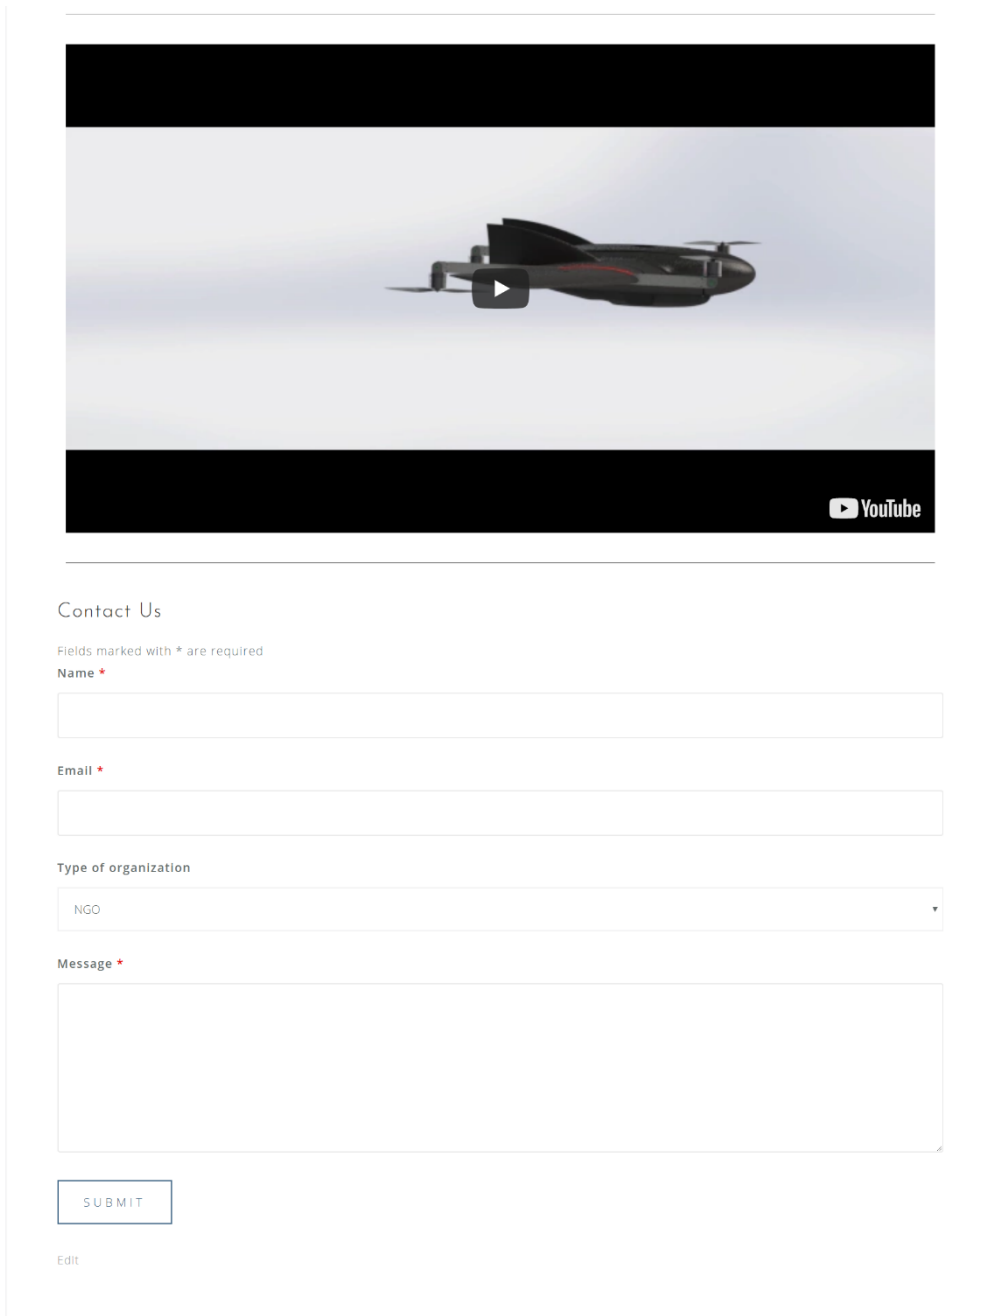 YouTube
Contact Us
Fields marked with * are required
Name *
Email *
Type of organization
NGO
Message *
SUBMIT
Edit